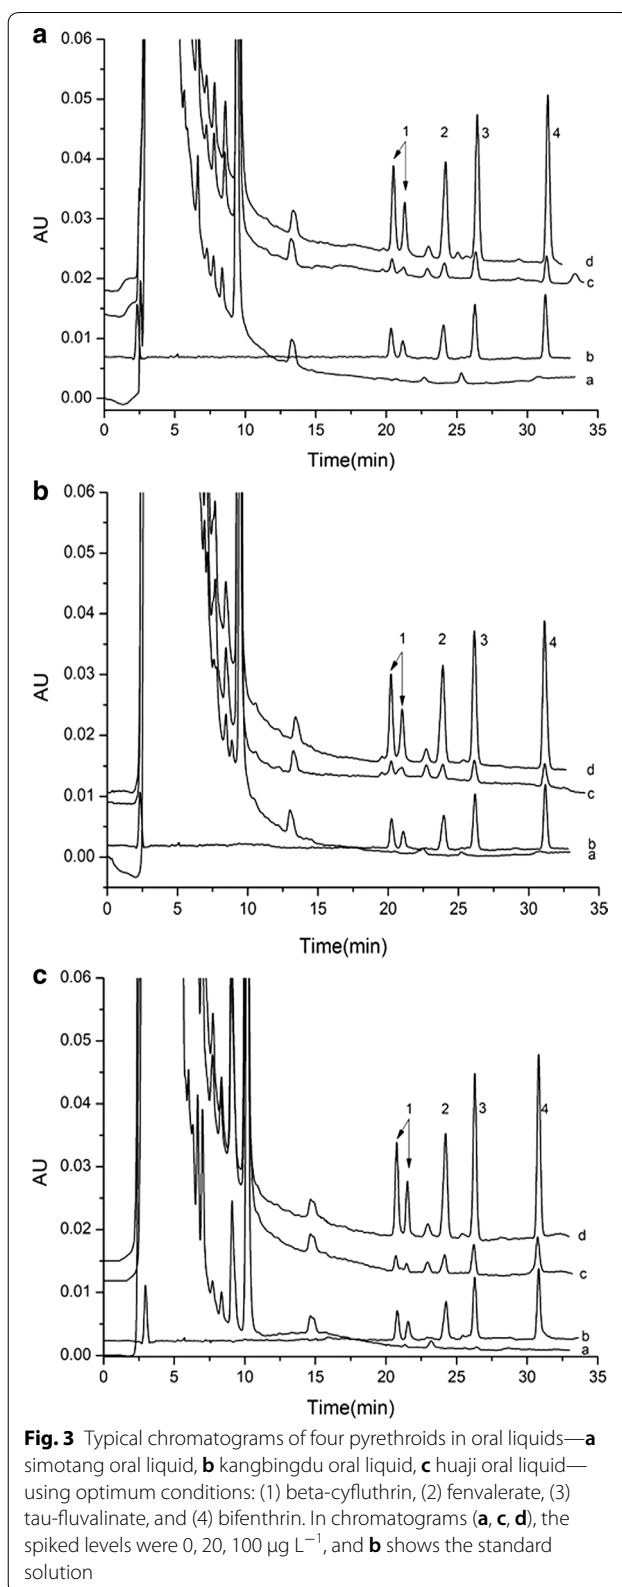 a
0.06
0.05
0.04
0.03
0.02
0.01
0.00
AU
1
2
3
4
d
c
b
a
0
5
10
15
20
25
30
35
Time(min)
b
0.06
0.05
0.04
0.03
0.02
0.01
0.00
AU
1
2
3
4
d
c
b
a
0
5
10
15
20
25
30
35
Time(min)
c
0.06
0.05
0.04
0.03
0.02
0.01
0.00
AU
1
2
3
4
d
c
b
a
0
5
10
15
20
25
30
35
Time(min)
Fig. 3 Typical chromatograms of four pyrethroids in oral liquids—a
simotang oral liquid, b kangbingdu oral liquid, c huaji oral liquid—
using optimum conditions: (1) beta-cyfluthrin, (2) fenvalerate, (3)
tau-fluvalinate, and (4) bifenthrin. In chromatograms (a, c, d), the
spiked levels were 0, 20, 100 μg L⁻¹, and b shows the standard
solution